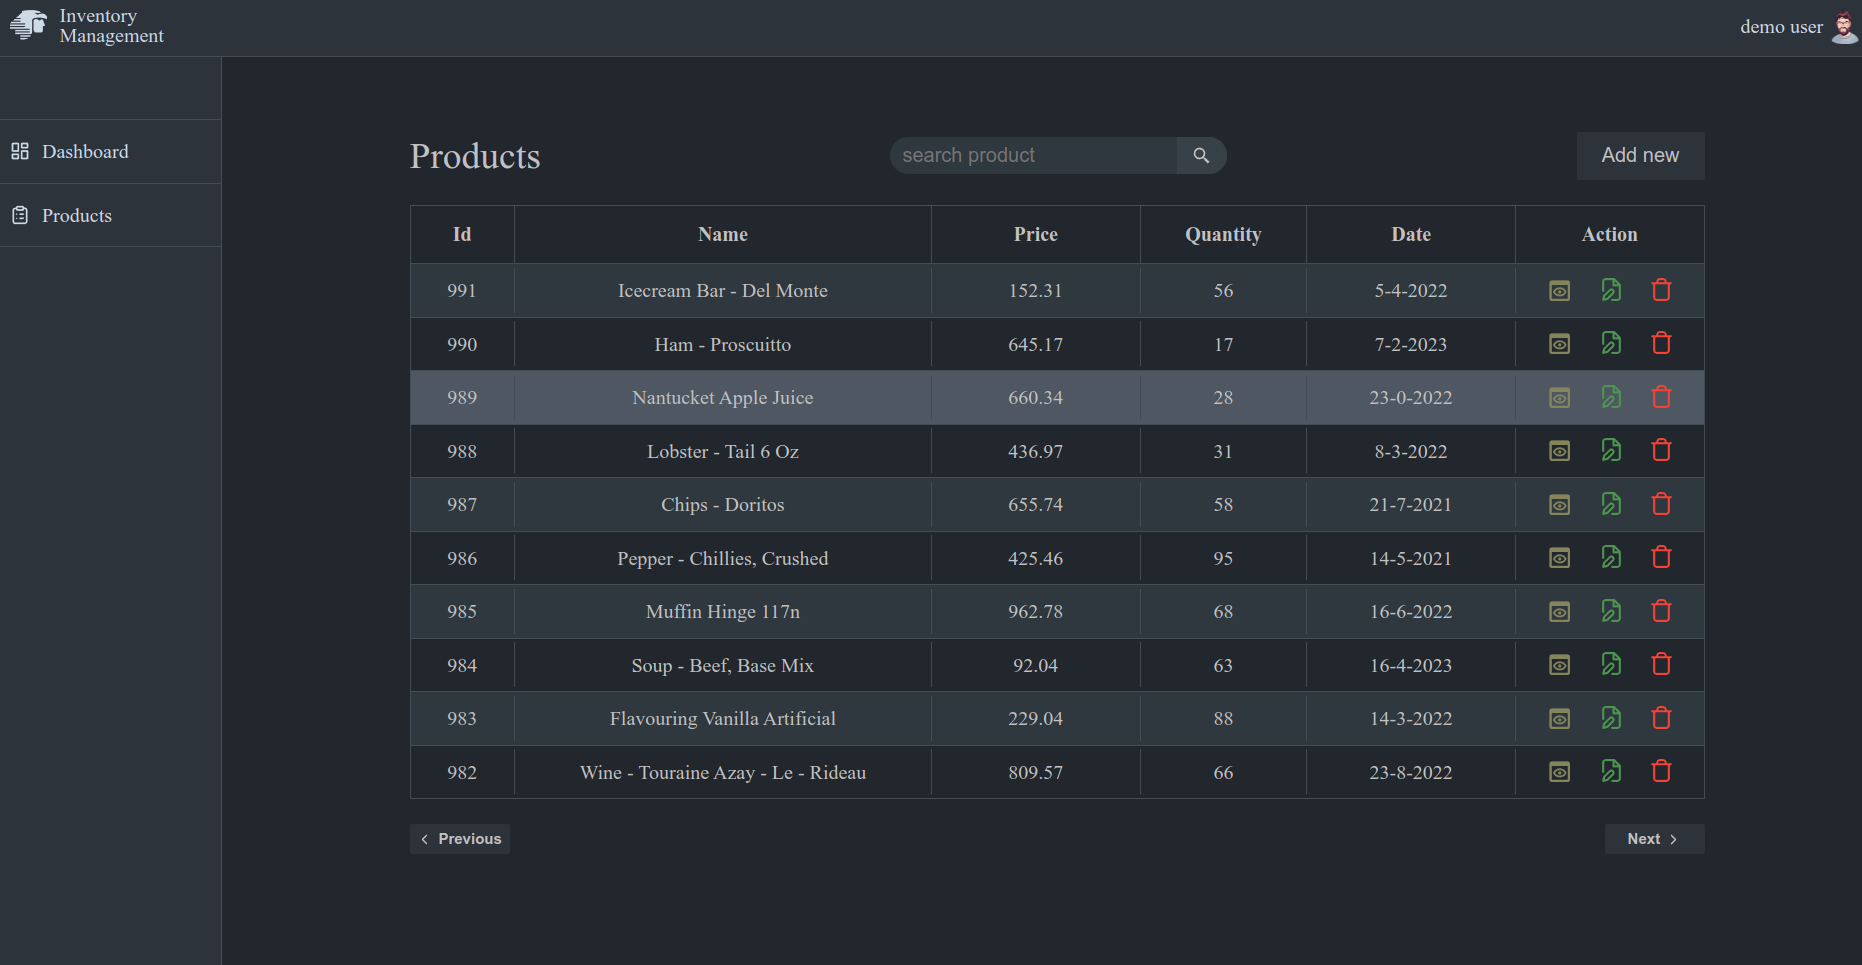 Inventory
Management
demo user
Dashboard
Products
Products
search product
Add new
Id Name Price Quantity Date Action
991 Icecream Bar - Del Monte 152.31 56 5-4-2022
990 Ham - Proscuitto 645.17 17 7-2-2023
989 Nantucket Apple Juice 660.34 28 23-0-2022
988 Lobster - Tail 6 Oz 436.97 31 8-3-2022
987 Chips - Doritos 655.74 58 21-7-2021
986 Pepper - Chillies, Crushed 425.46 95 14-5-2021
985 Muffin Hinge 117n 962.78 68 16-6-2022
984 Soup - Beef, Base Mix 92.04 63 16-4-2023
983 Flavouring Vanilla Artificial 229.04 88 14-3-2022
982 Wine - Touraine Azay - Le - Rideau 809.57 66 23-8-2022
Previous
Next